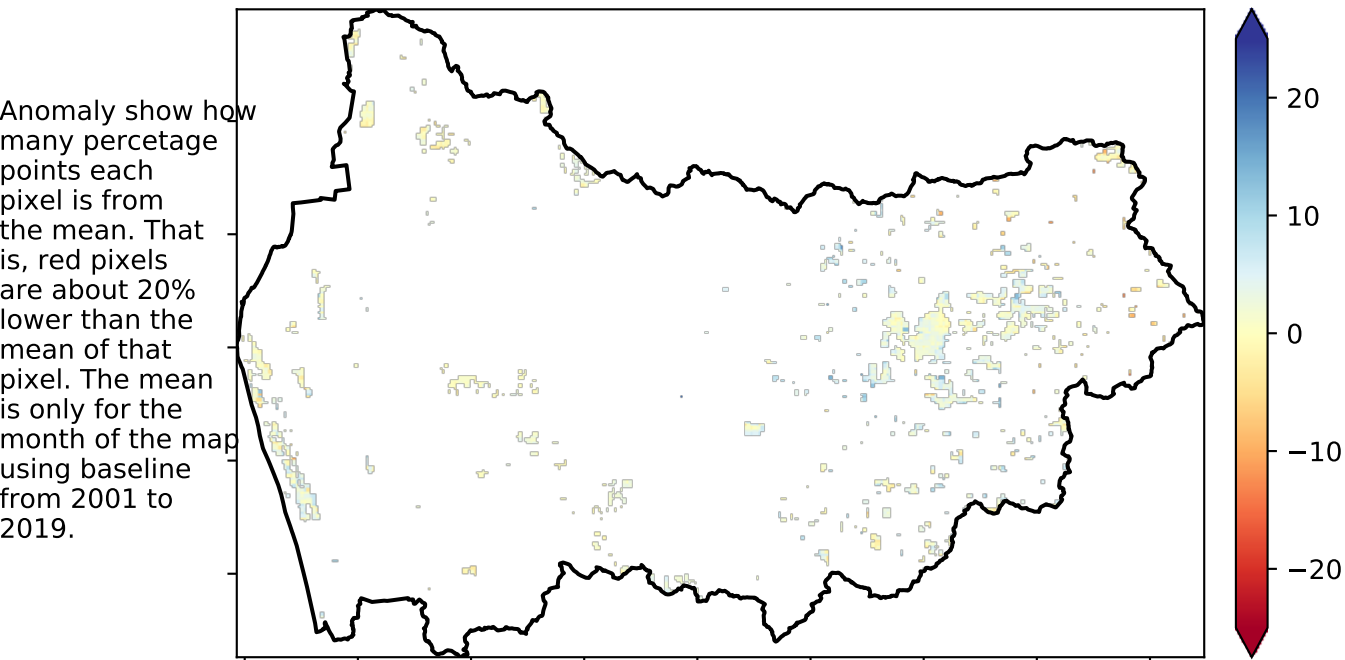 Anomaly show how
many percetage
points each
pixel is from
the mean. That
is, red pixels
are about 20%
lower than the
mean of that
pixel. The mean
is only for the
month of the map
using baseline
from 2001 to
2019.
20
10
0
−10
−20